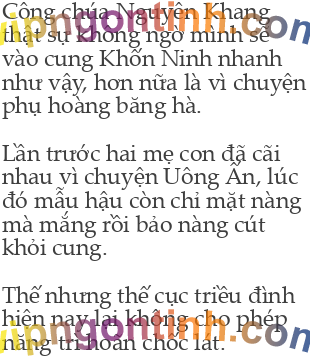 Công chúa Nguyên Khang
thật sự không ngờ mình sẽ
vào cung Khôn Ninh nhanh
như vậy, hơn nữa là vì chuyện
phụ hoàng băng hà.
Lần trước hai mẹ con đã cãi
nhau vì chuyện Uông Ấn, lúc
đó mẫu hậu còn chỉ mặt nàng
mà mắng rồi bảo nàng cút
khỏi cung.
Thế nhưng thế cục triều đình
hiện nay lại không cho phép
nàng trì hoãn chốc lát.
vipngontinh.com
vipngontinh.com